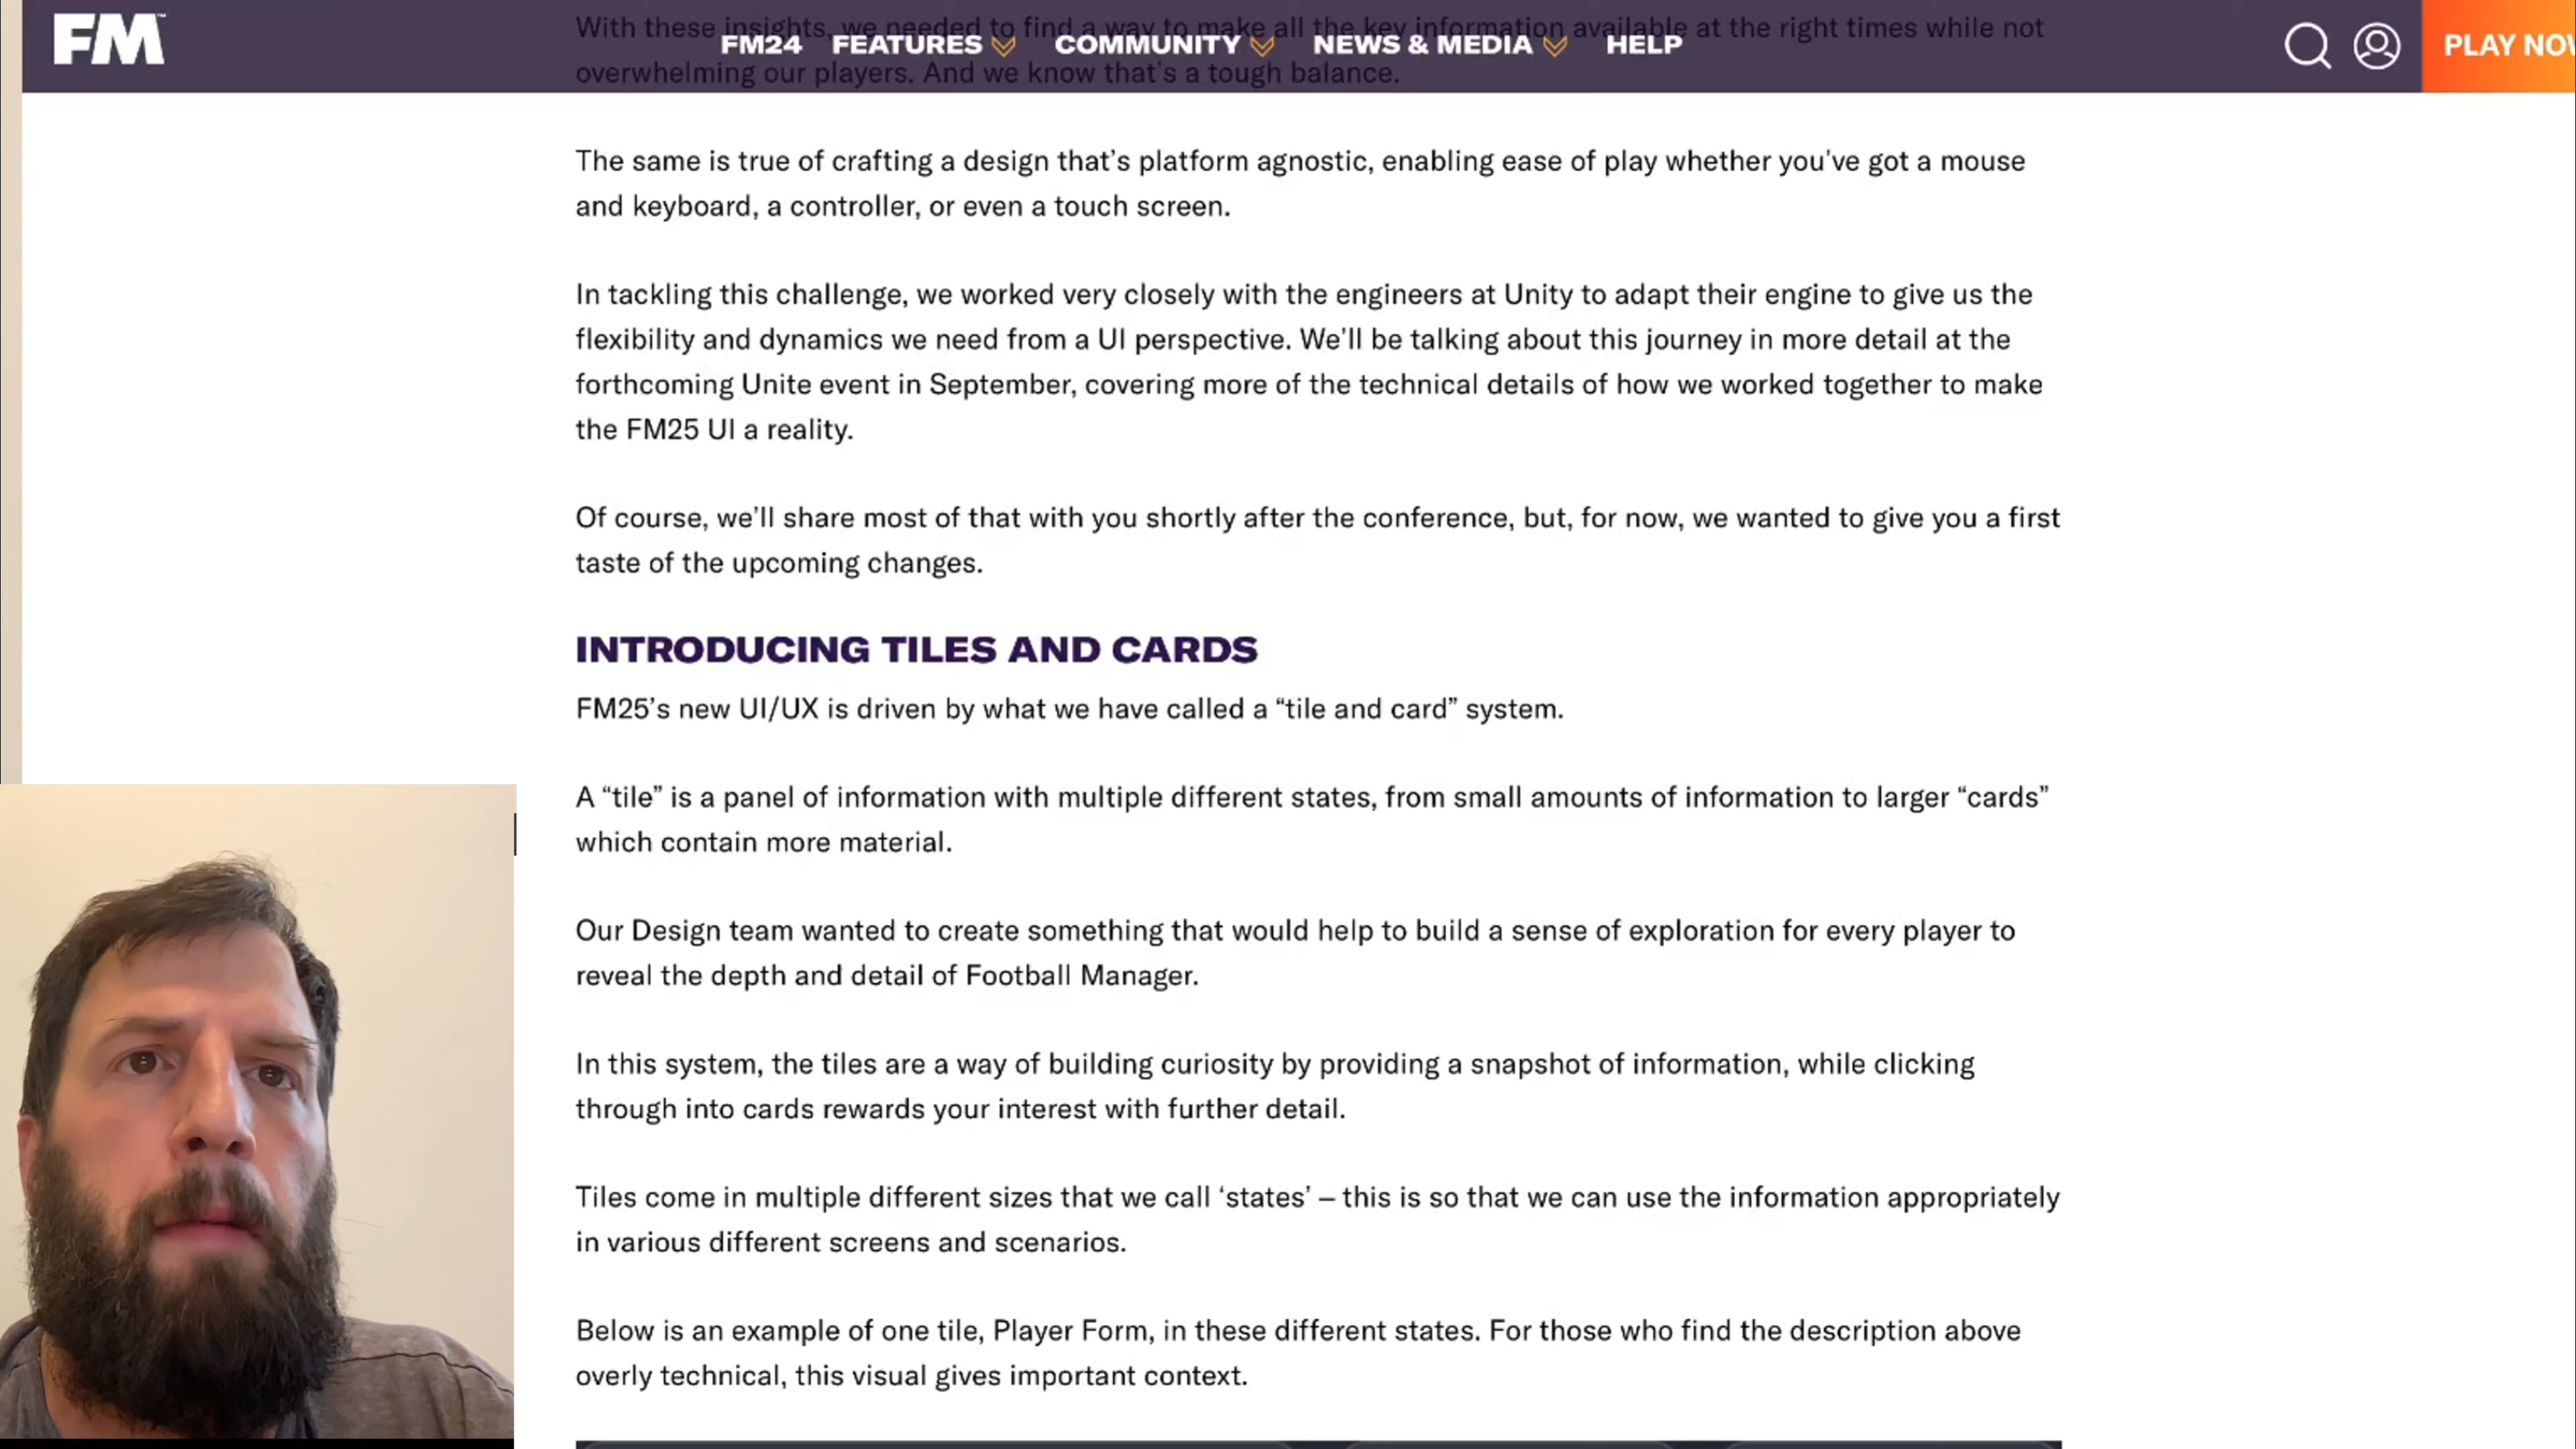 With these insights, we needed to find a way to make all the key information available at the right times while not
FM™ FM24 FEATURES COMMUNITY NEWS & MEDIA HELP PLAY NOW
overwhelming our players. And we know that's a tough balance.
The same is true of crafting a design that’s platform agnostic, enabling ease of play whether you’ve got a mouse
and keyboard, a controller, or even a touch screen.
In tackling this challenge, we worked very closely with the engineers at Unity to adapt their engine to give us the
flexibility and dynamics we need from a UI perspective. We’ll be talking about this journey in more detail at the
forthcoming Unite event in September, covering more of the technical details of how we worked together to make
the FM25 UI a reality.
Of course, we’ll share most of that with you shortly after the conference, but, for now, we wanted to give you a first
taste of the upcoming changes.
INTRODUCING TILES AND CARDS
FM25’s new UI/UX is driven by what we have called a “tile and card” system.
A “tile” is a panel of information with multiple different states, from small amounts of information to larger “cards”
which contain more material.
Our Design team wanted to create something that would help to build a sense of exploration for every player to
reveal the depth and detail of Football Manager.
In this system, the tiles are a way of building curiosity by providing a snapshot of information, while clicking
through into cards rewards your interest with further detail.
Tiles come in multiple different sizes that we call ‘states’ – this is so that we can use the information appropriately
in various different screens and scenarios.
Below is an example of one tile, Player Form, in these different states. For those who find the description above
overly technical, this visual gives important context.